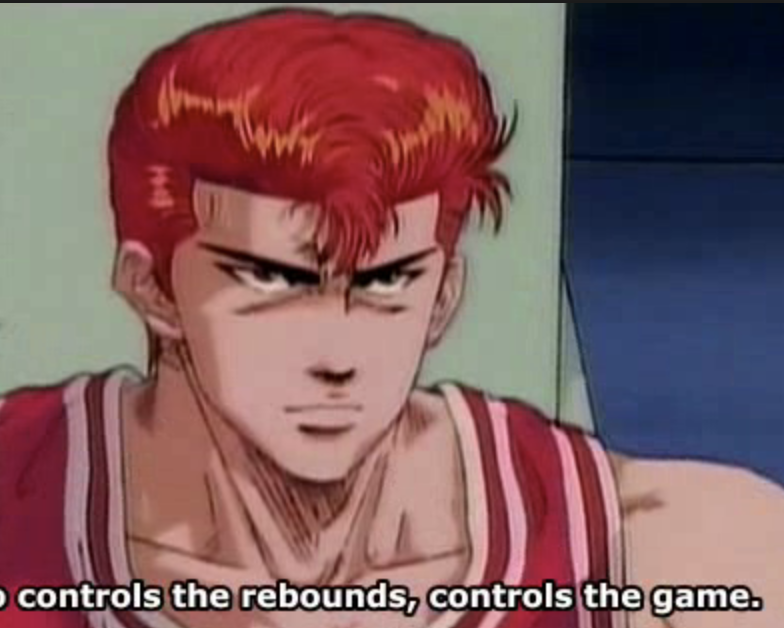 controls the rebounds, controls the game.